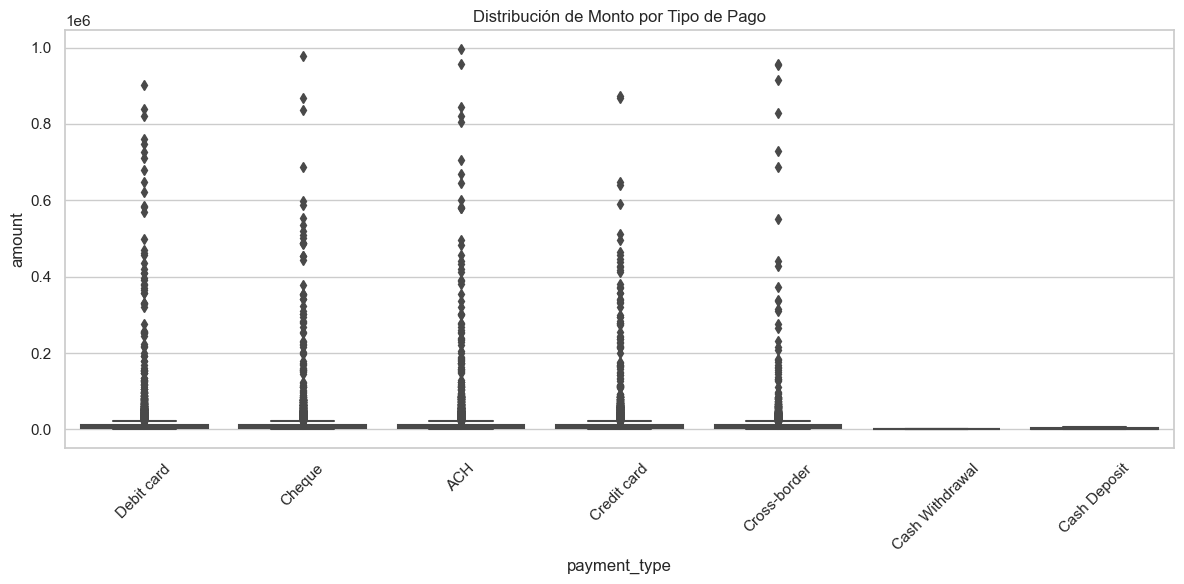 Distribución de Monto por Tipo de Pago
1e6
1.0
0.8
0.6
0.4
0.2
0.0
amount
Debit card
Cheque
ACH
Credit card
Cross-border
Cash Withdrawal
Cash Deposit
payment_type